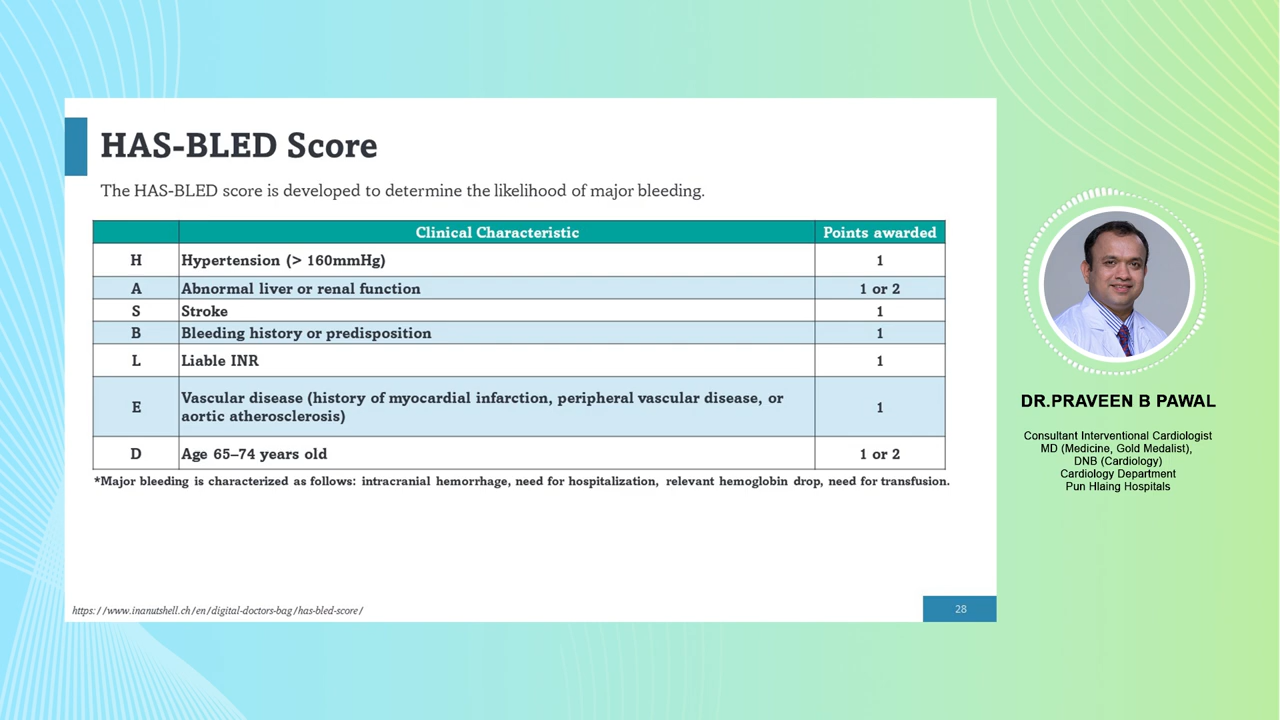 HAS-BLED Score
The HAS-BLED score is developed to determine the likelihood of major bleeding.
Clinical Characteristic Points awarded
H Hypertension (> 160mmHg) 1
A Abnormal liver or renal function 1 or 2
S Stroke 1
B Bleeding history or predisposition 1
L Liable INR 1
E Vascular disease (history of myocardial infarction, peripheral vascular disease, or
aortic atherosclerosis) 1
D Age 65–74 years old 1 or 2
*Major bleeding is characterized as follows: intracranial hemorrhage, need for hospitalization, relevant hemoglobin drop, need for transfusion.
https://www.inanutshell.ch/en/digital-doctors-bag/has-bled-score/
28
DR.PRAVEEN B PAWAL
Consultant Interventional Cardiologist
MD (Medicine, Gold Medalist),
DNB (Cardiology)
Cardiology Department
Pun Hlaing Hospitals